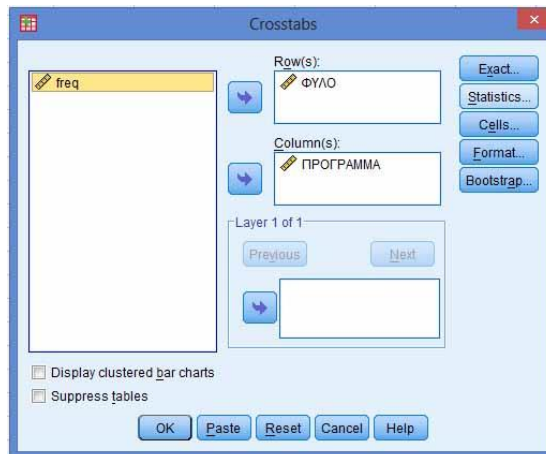 Crosstabs
freq
Row(s):
ΦΥΛΟ
Column(s):
ΠΡΟΓΡΑΜΜΑ
Layer 1 of 1
Previous
Next
Exact...
Statistics...
Cells...
Format...
Bootstrap...
Display clustered bar charts
Suppress tables
OK
Paste
Reset
Cancel
Help